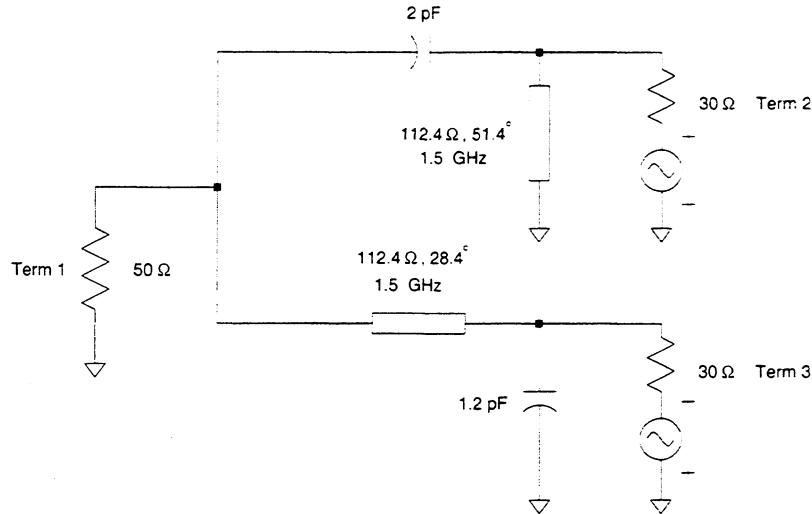 2 pF
112.4 Ω, 51.4°
1.5 GHz
30 Ω Term 2
Term 1 50 Ω
112.4 Ω, 28.4°
1.5 GHz
1.2 pF
30 Ω Term 3